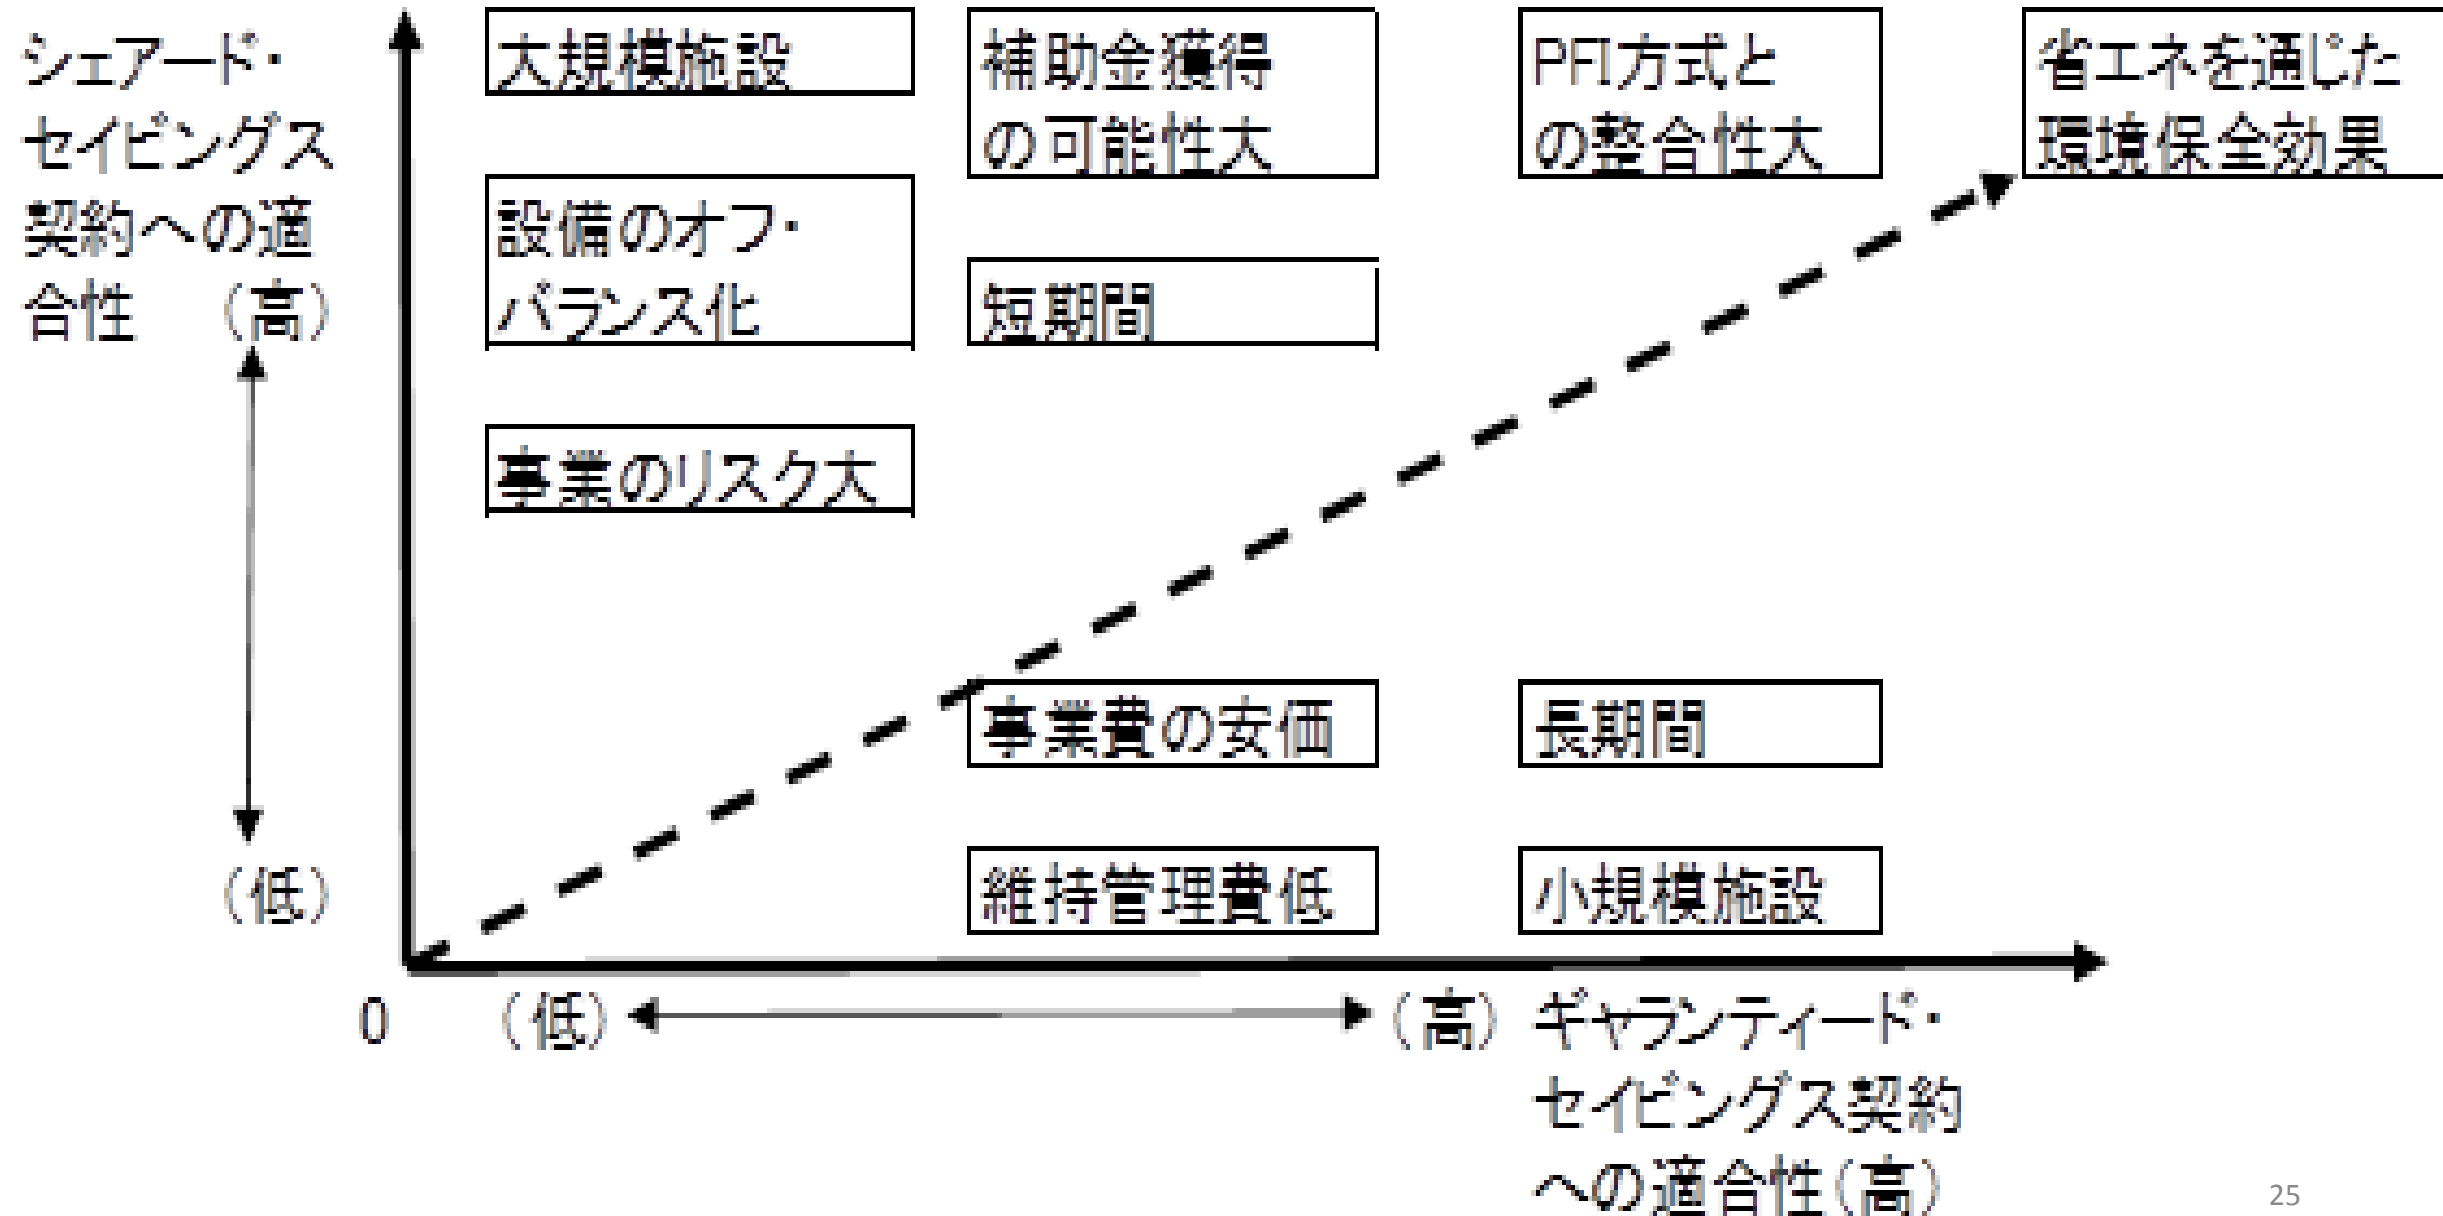 シェアード・
セイビングス
契約への適
合性　（高）
（低）
大規模施設
補助金獲得
の可能性大
PFI方式と
の整合性大
省エネを通じた
環境保全効果
設備のオフ・
バランス化
短期間
事業のリスク大
事業費の安価
長期間
維持管理費低
小規模施設
0
（低）
（高）
ギャランティード・
セイビングス契約
への適合性（高）
25